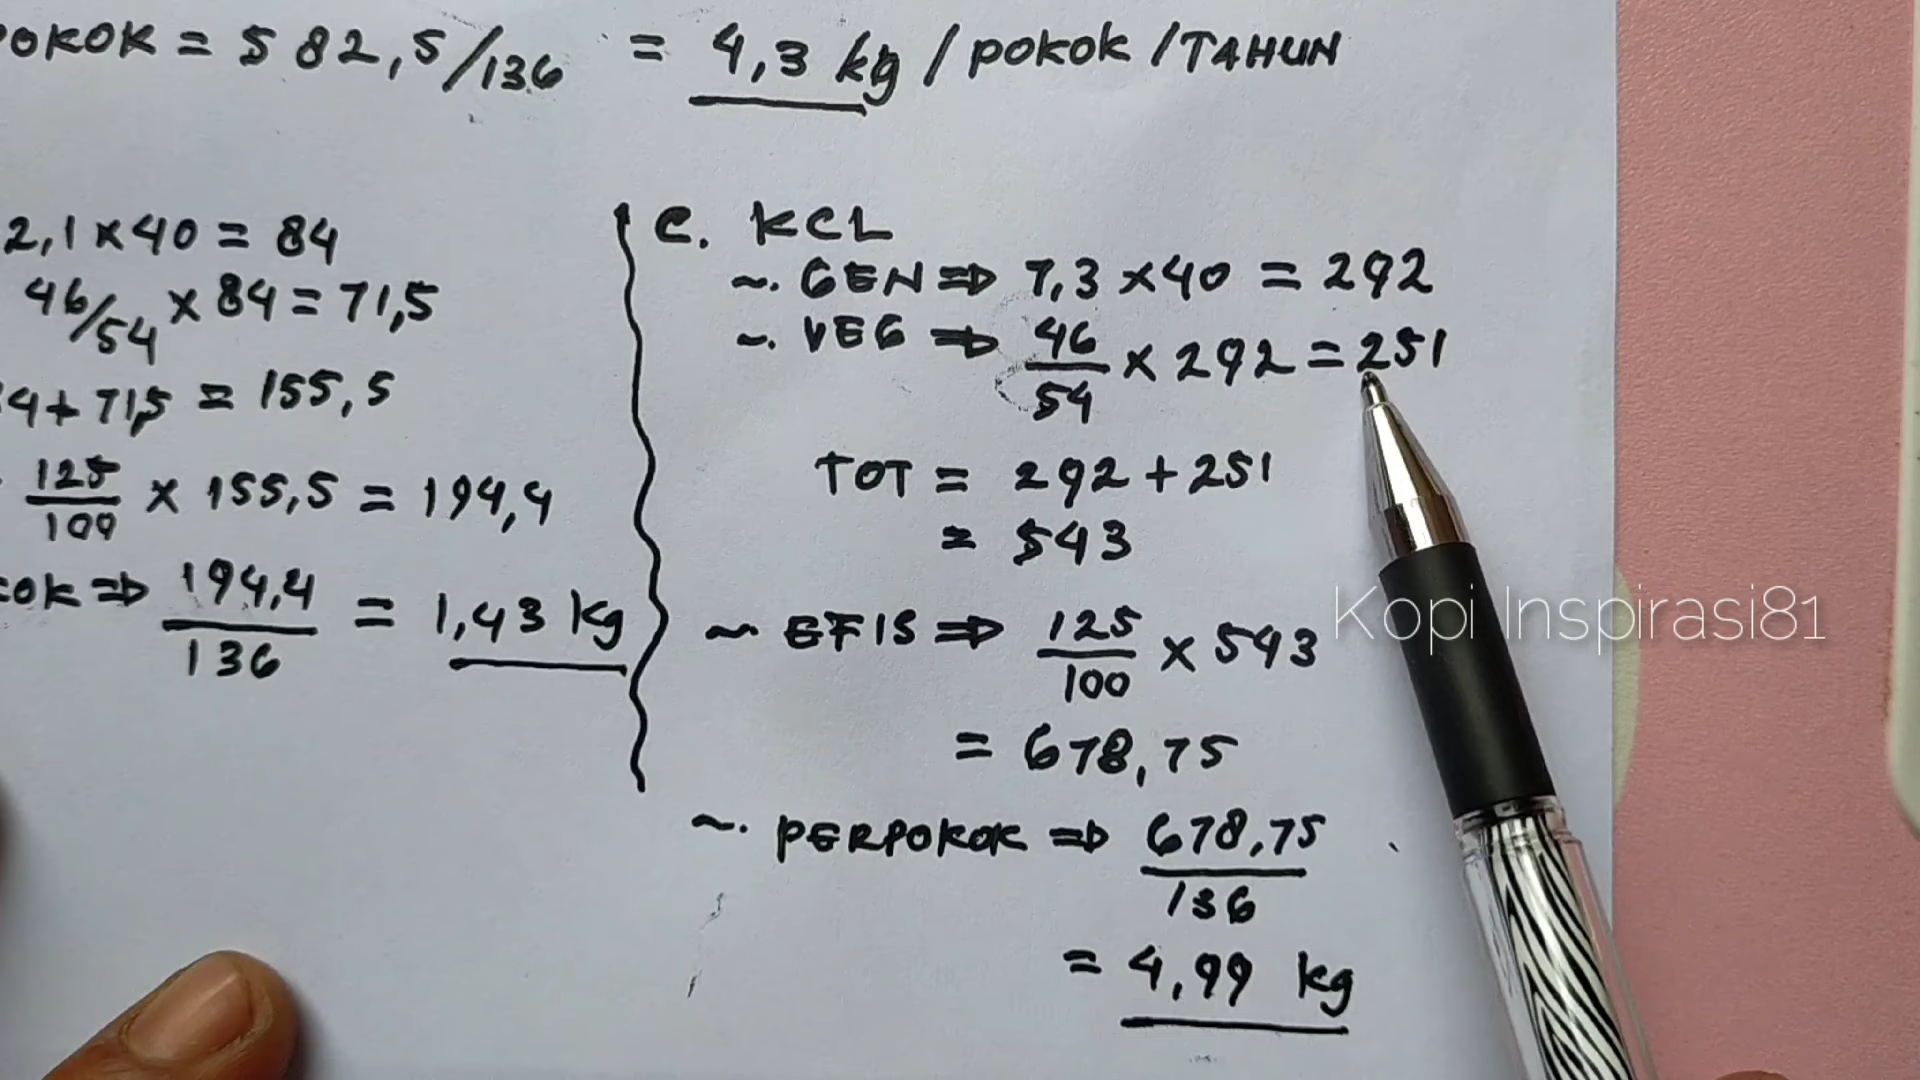 POKOK = 582,5/136 = 4,3 kg/pokok/TAHUN
2,1 x 40 = 84
46/54 x 84 = 71,5
84 + 71,5 = 155,5
125/100 x 155,5 = 194,4
KOK ⇒ 194,4/136 = 1,43 kg
C. KCL
~. GEN ⇒ 7,3 x 40 = 292
~. VEG ⇒ 46/54 x 292 = 251
TOT = 292 + 251
= 543
~ EFIS ⇒ 125/100 x 543
= 678,75
~. PERPOKOK ⇒ 678,75/136
= 4,99 kg
Kopi Inspirasi81